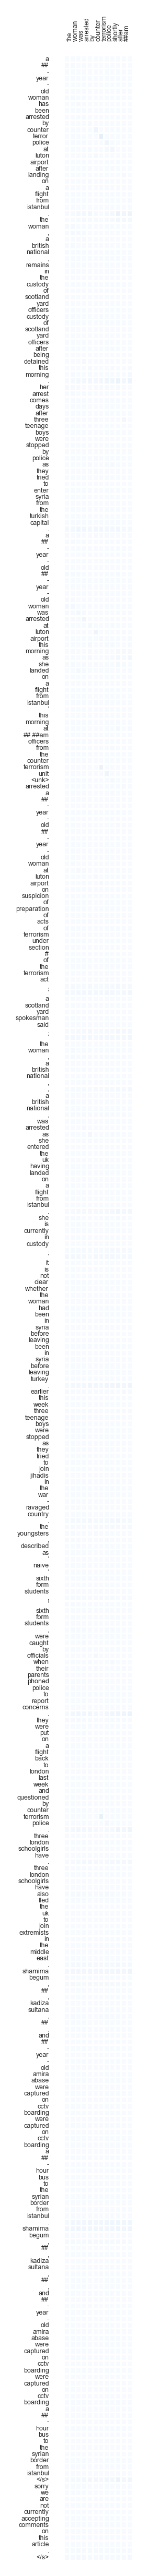 the
woman
was
arrested
by
counter
terrorism
police
shortly
after
##am
a
##
-
year
-
old
woman
has
been
arrested
by
counter
terror
police
at
luton
airport
after
landing
on
a
flight
from
istanbul
.
the
woman
,
a
british
national
,
remains
in
the
custody
of
scotland
yard
officers
custody
of
scotland
yard
officers
after
being
detained
this
morning
.
her
arrest
comes
days
after
three
teenage
boys
were
stopped
by
police
as
they
tried
to
enter
syria
from
the
turkish
capital
.
a
##
-
year
-
old
##
-
year
-
old
woman
was
arrested
at
luton
airport
this
morning
as
she
landed
on
a
flight
from
istanbul
'
this
morning
at
##.##am
officers
from
the
counter
terrorism
unit
<unk>
arrested
a
##
-
year
-
old
##
-
year
-
old
woman
at
luton
airport
on
suspicion
of
preparation
of
acts
of
terrorism
under
section
#
of
the
terrorism
act
,
'
a
scotland
yard
spokesman
said
.
'
the
woman
,
a
british
national
,
,
a
british
national
,
was
arrested
as
she
entered
the
uk
having
landed
on
a
flight
from
istanbul
.
she
is
currently
in
custody
.
'
it
is
not
clear
whether
the
woman
had
been
in
syria
before
leaving
been
in
syria
before
leaving
turkey
.
earlier
this
week
three
teenage
boys
were
stopped
as
they
tried
to
join
jihadis
in
the
war
-
ravaged
country
.
the
youngsters
,
described
as
'
naive
'
sixth
form
students
,
'
sixth
form
students
,
were
caught
by
officials
when
their
parents
phoned
police
to
report
concerns
.
they
were
put
on
a
flight
back
to
london
last
week
and
questioned
by
counter
terrorism
police
.
three
london
schoolgirls
have
.
three
london
schoolgirls
have
also
fled
the
uk
to
join
extremists
in
the
middle
east
.
shamima
begum
,
##
,
kadiza
sultana
,
##
,
and
##
-
year
-
old
amira
abase
were
captured
on
cctv
boarding
were
captured
on
cctv
boarding
a
##
-
hour
bus
to
the
syrian
border
from
istanbul
.
shamima
begum
,
##
,
kadiza
sultana
,
##
,
and
##
-
year
-
old
amira
abase
were
captured
on
cctv
boarding
were
captured
on
cctv
boarding
a
##
-
hour
bus
to
the
syrian
border
from
istanbul
</s>
sorry
we
are
not
currently
accepting
comments
on
this
article
.
</s>